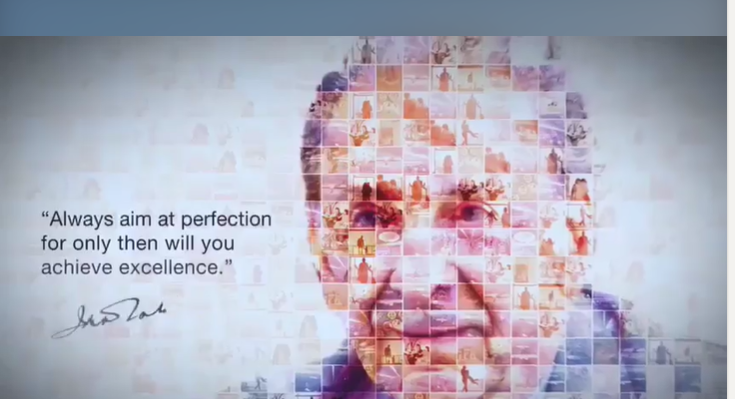 “Always aim at perfection
for only then will you
achieve excellence.”